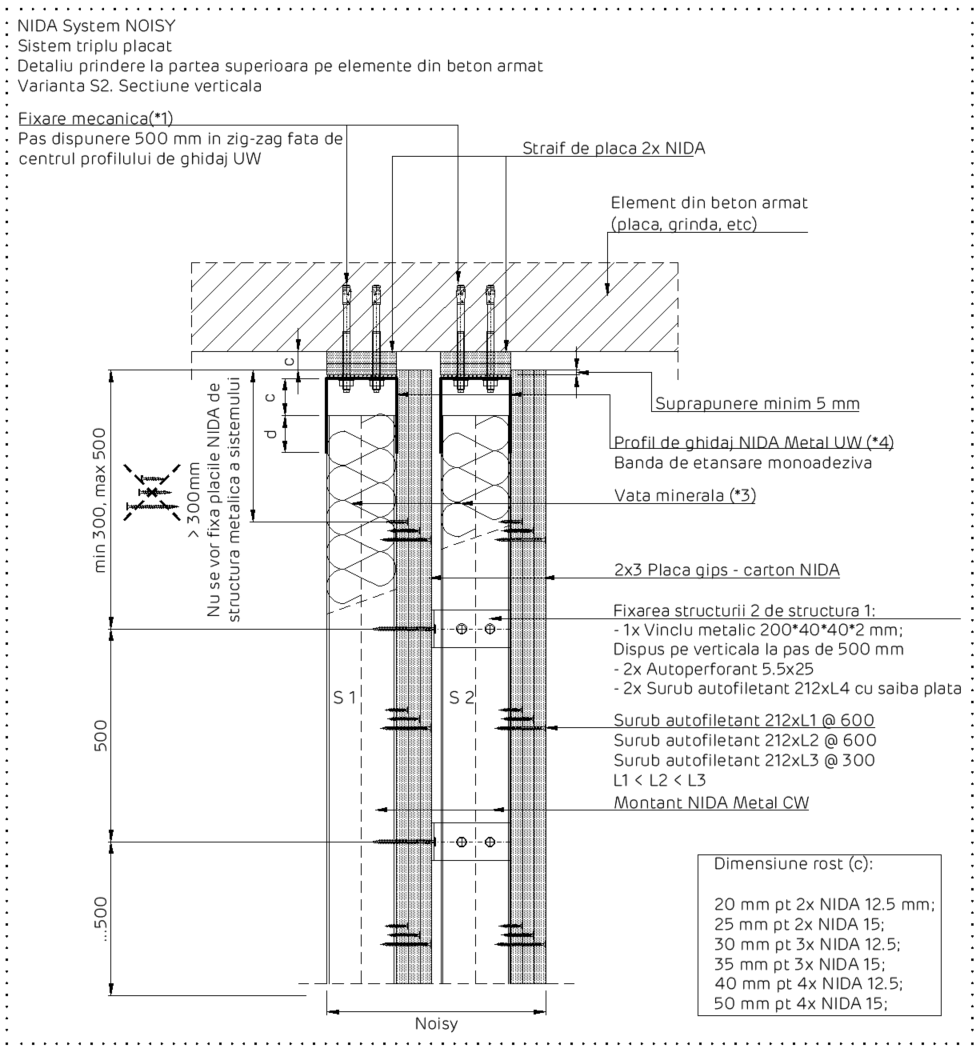 NIDA System NOISY
Sistem triplu placat
Detaliu prindere la partea superioara pe elemente din beton armat
Varianta S2. Sectiune verticala
Fixare mecanica(*1)
Pas dispunere 500 mm in zig-zag fata de
centrul profilului de ghidaj UW
Straif de placa 2x NIDA
Element din beton armat
(placa, grinda, etc)
c
c
d
Suprapunere minim 5 mm
Profil de ghidaj NIDA Metal UW (*4)
Banda de etansare monoadeziva
Vata minerala (*3)
min 300, max 500
> 300mm
Nu se vor fixa placile NIDA de
structura metalica a sistemului
2x3 Placa gips - carton NIDA
Fixarea structurii 2 de structura 1:
- 1x Vinclu metalic 200*40*40*2 mm;
Dispus pe verticala la pas de 500 mm
- 2x Autoperforant 5.5x25
- 2x Surub autofiletant 212xL4 cu saiba plata
S 1
S 2
500
Surub autofiletant 212xL1 @ 600
Surub autofiletant 212xL2 @ 600
Surub autofiletant 212xL3 @ 300
L1 < L2 < L3
Montant NIDA Metal CW
....500
Dimensiune rost (c):
20 mm pt 2x NIDA 12.5 mm;
25 mm pt 2x NIDA 15;
30 mm pt 3x NIDA 12.5;
35 mm pt 3x NIDA 15;
40 mm pt 4x NIDA 12.5;
50 mm pt 4x NIDA 15;
Noisy